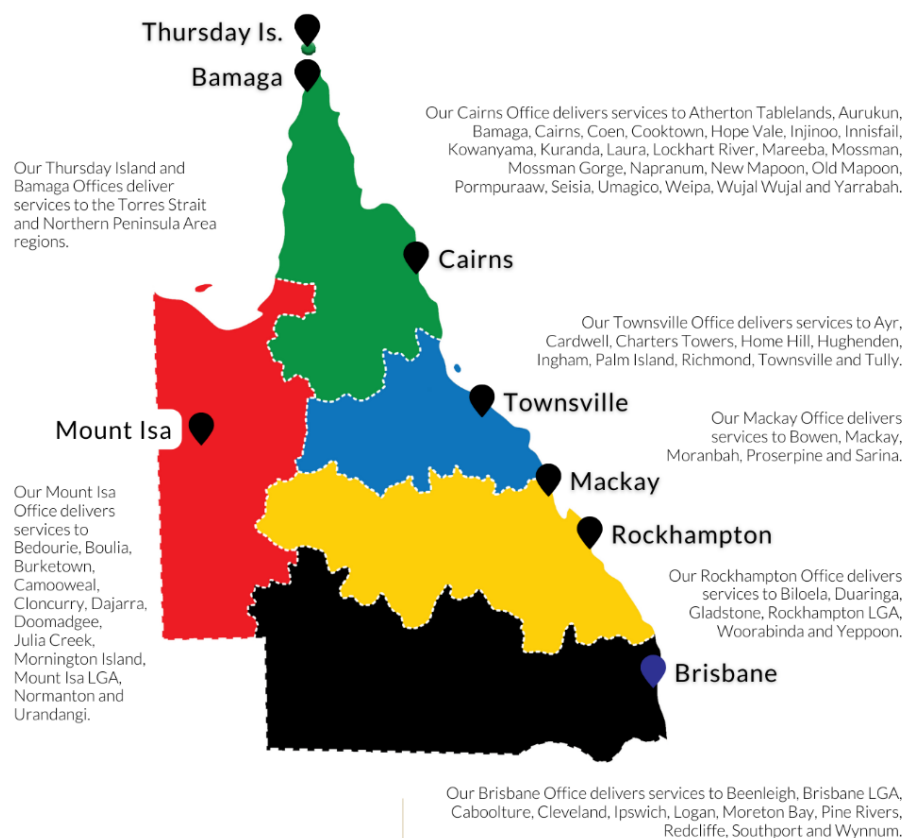 Thursday Is.
Bamaga
Our Cairns Office delivers services to Atherton Tablelands, Aurukun,
Bamaga, Cairns, Coen, Cooktown, Hope Vale, Injinoo, Innisfail,
Kowanyama, Kuranda, Laura, Lockhart River, Mareeba, Mossman,
Mossman Gorge, Napranum, New Mapoon, Old Mapoon,
Pormpuraaw, Seisia, Umagico, Weipa, Wujal Wujal and Yarrabah.
Our Thursday Island and
Bamaga Offices deliver
services to the Torres Strait
and Northern Peninsula Area
regions.
Cairns
Our Townsville Office delivers services to Ayr,
Cardwell, Charters Towers, Home Hill, Hughenden,
Ingham, Palm Island, Richmond, Townsville and Tully.
Townsville
Mount Isa
Our Mackay Office delivers
services to Bowen, Mackay,
Moranbah, Proserpine and Sarina.
Mackay
Our Mount Isa
Office delivers
services to
Bedourie, Boulia,
Burketown,
Camooweal,
Cloncurry, Dajarra,
Doomadgee,
Julia Creek,
Mornington Island,
Mount Isa LGA,
Normanton and
Urandangi.
Rockhampton
Our Rockhampton Office delivers
services to Biloela, Duaringa,
Gladstone, Rockhampton LGA,
Woorabinda and Yeppoon.
Brisbane
Our Brisbane Office delivers services to Beenleigh, Brisbane LGA,
Caboolture, Cleveland, Ipswich, Logan, Moreton Bay, Pine Rivers,
Redcliffe, Southport and Wynnum.